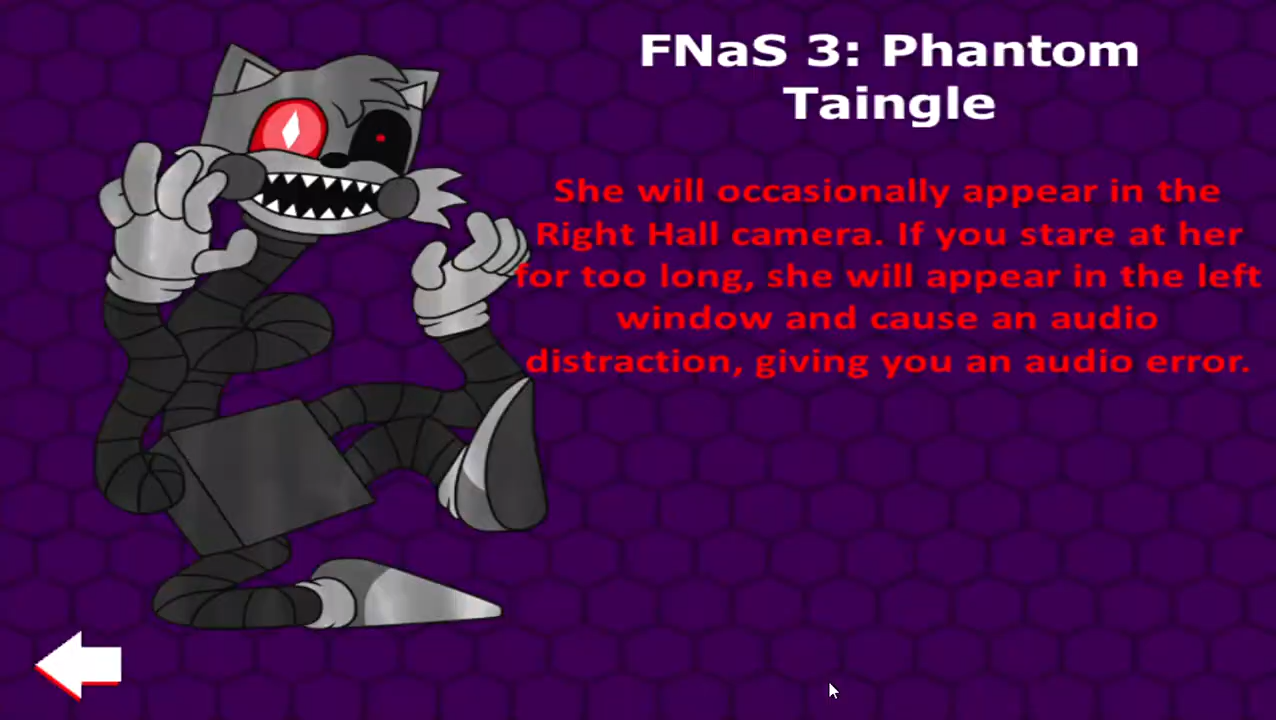 FNaS 3: Phantom
Taingle
She will occasionally appear in the
Right Hall camera. If you stare at her
for too long, she will appear in the left
window and cause an audio
distraction, giving you an audio error.